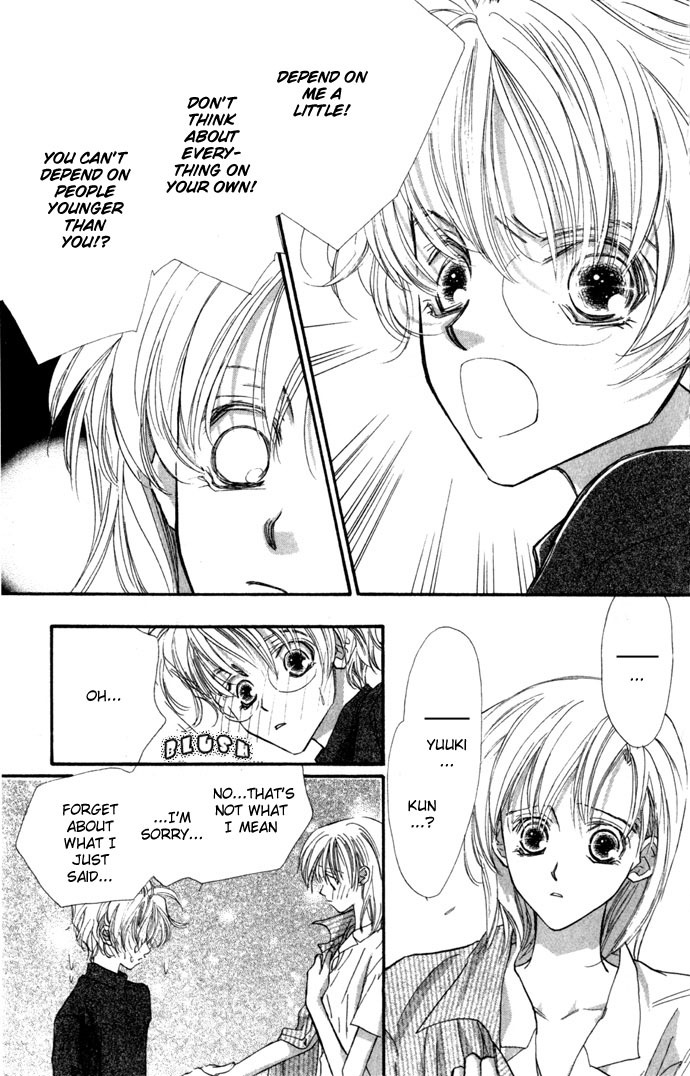 DEPEND ON
ME A
LITTLE!
DON'T
THINK
ABOUT
EVERY-
THING ON
YOUR OWN!
YOU CAN'T
DEPEND ON
PEOPLE
YOUNGER
THAN
YOU!?
...
YUUKI
...
KUN
...?
OH...
BLUSH
NO...THAT'S
NOT WHAT
I MEAN
...I'M
SORRY...
FORGET
ABOUT
WHAT I
JUST
SAID...